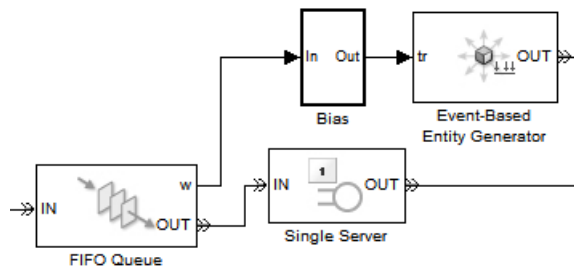 In
Out
Bias
tr
OUT
Event-Based
Entity Generator
IN
w
OUT
FIFO Queue
IN
1
OUT
Single Server